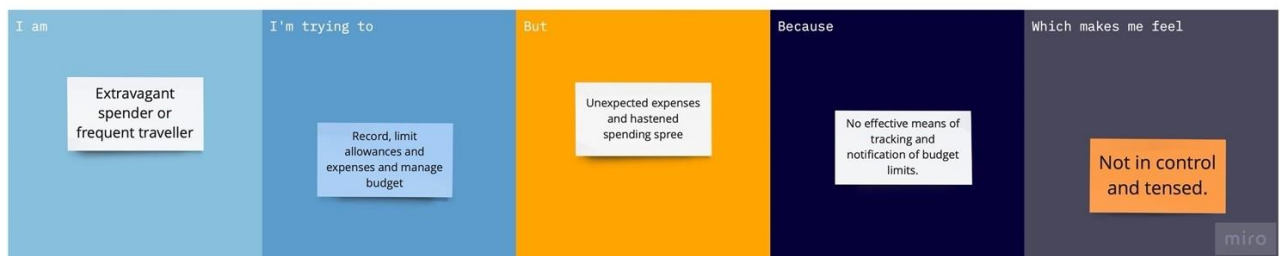 I am
Extravagant
spender or
frequent traveller
I'm trying to
Record, limit
allowances and
expenses and manage
budget
But
Unexpected expenses
and hastened
spending spree
Because
No effective means of
tracking and
notification of budget
limits.
Which makes me feel
Not in control
and tensed.
miro